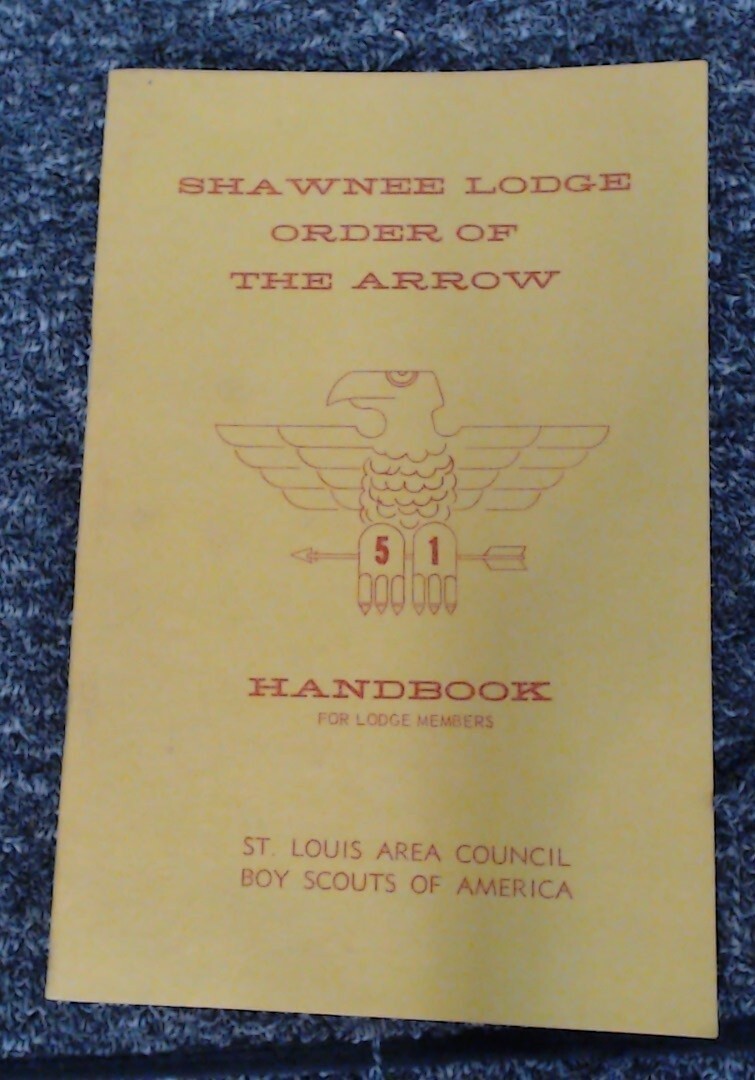 SHAWNEE LODGE
ORDER OF
THE ARROW
5 1
HANDBOOK
FOR LODGE MEMBERS
ST. LOUIS AREA COUNCIL
BOY SCOUTS OF AMERICA